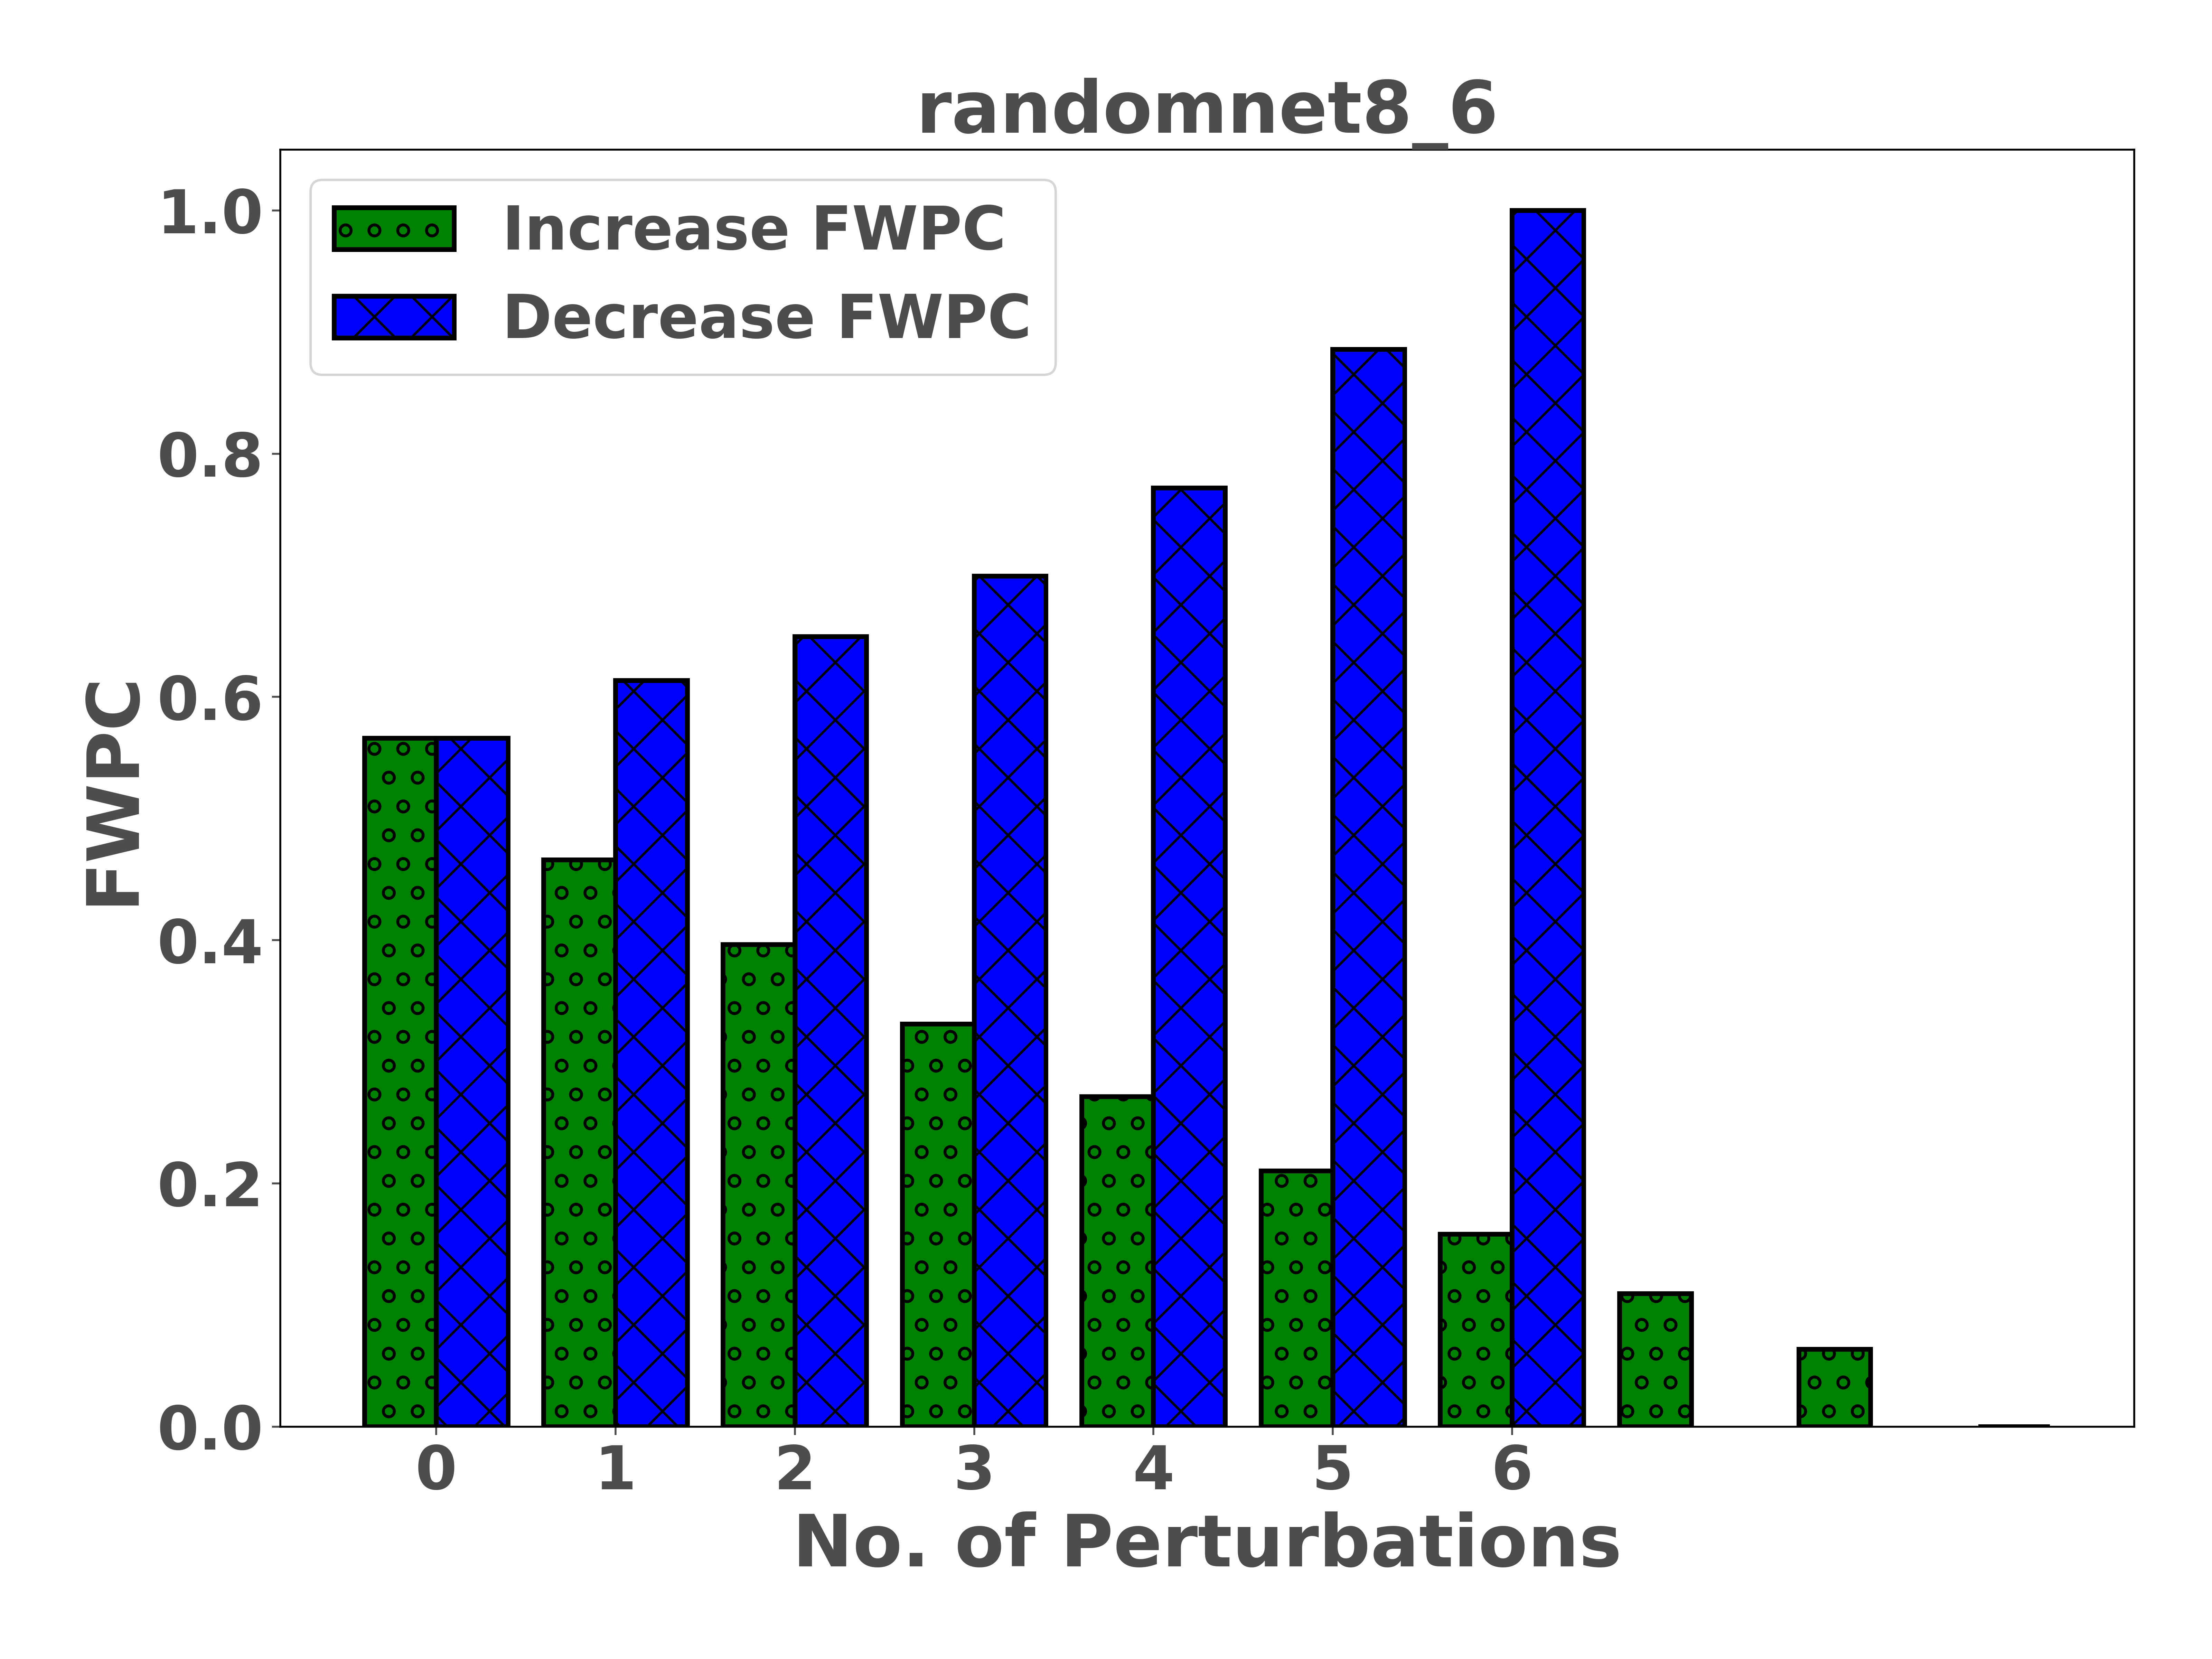 randomnet8_6
Increase FWPC
Decrease FWPC
1.0
0.8
0.6
0.4
0.2
0.0
FWPC
0 1 2 3 4 5 6
No. of Perturbations